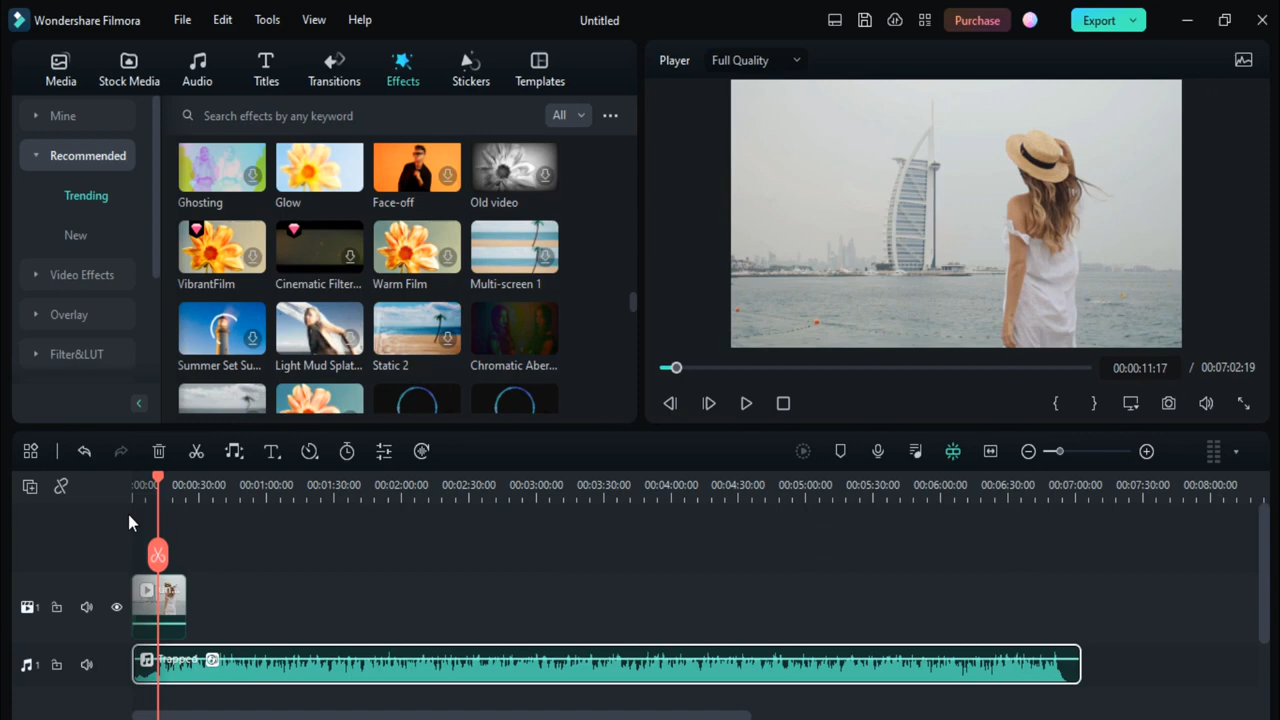 Wondershare Filmora
File
Edit
Tools
View
Help
Untitled
Purchase
Export
Media
Stock Media
Audio
Titles
Transitions
Effects
Stickers
Templates
Player
Full Quality
Mine
Recommended
Trending
New
Video Effects
Overlay
Filter&LUT
Search effects by any keyword
All
Ghosting
Glow
Face-off
Old video
VibrantFilm
Cinematic Filter...
Warm Film
Multi-screen 1
Summer Set Su...
Light Mud Splat...
Static 2
Chromatic Aber...
00:00:11:17 / 00:07:02:19
:00:00 00:00:30:00 00:01:00:00 00:01:30:00 00:02:00:00 00:02:30:00 00:03:00:00 00:03:30:00 00:04:00:00 00:04:30:00 00:05:00:00 00:05:30:00 00:06:00:00 00:06:30:00 00:07:00:00 00:07:30:00 00:08:00:00
1
1
Trapped